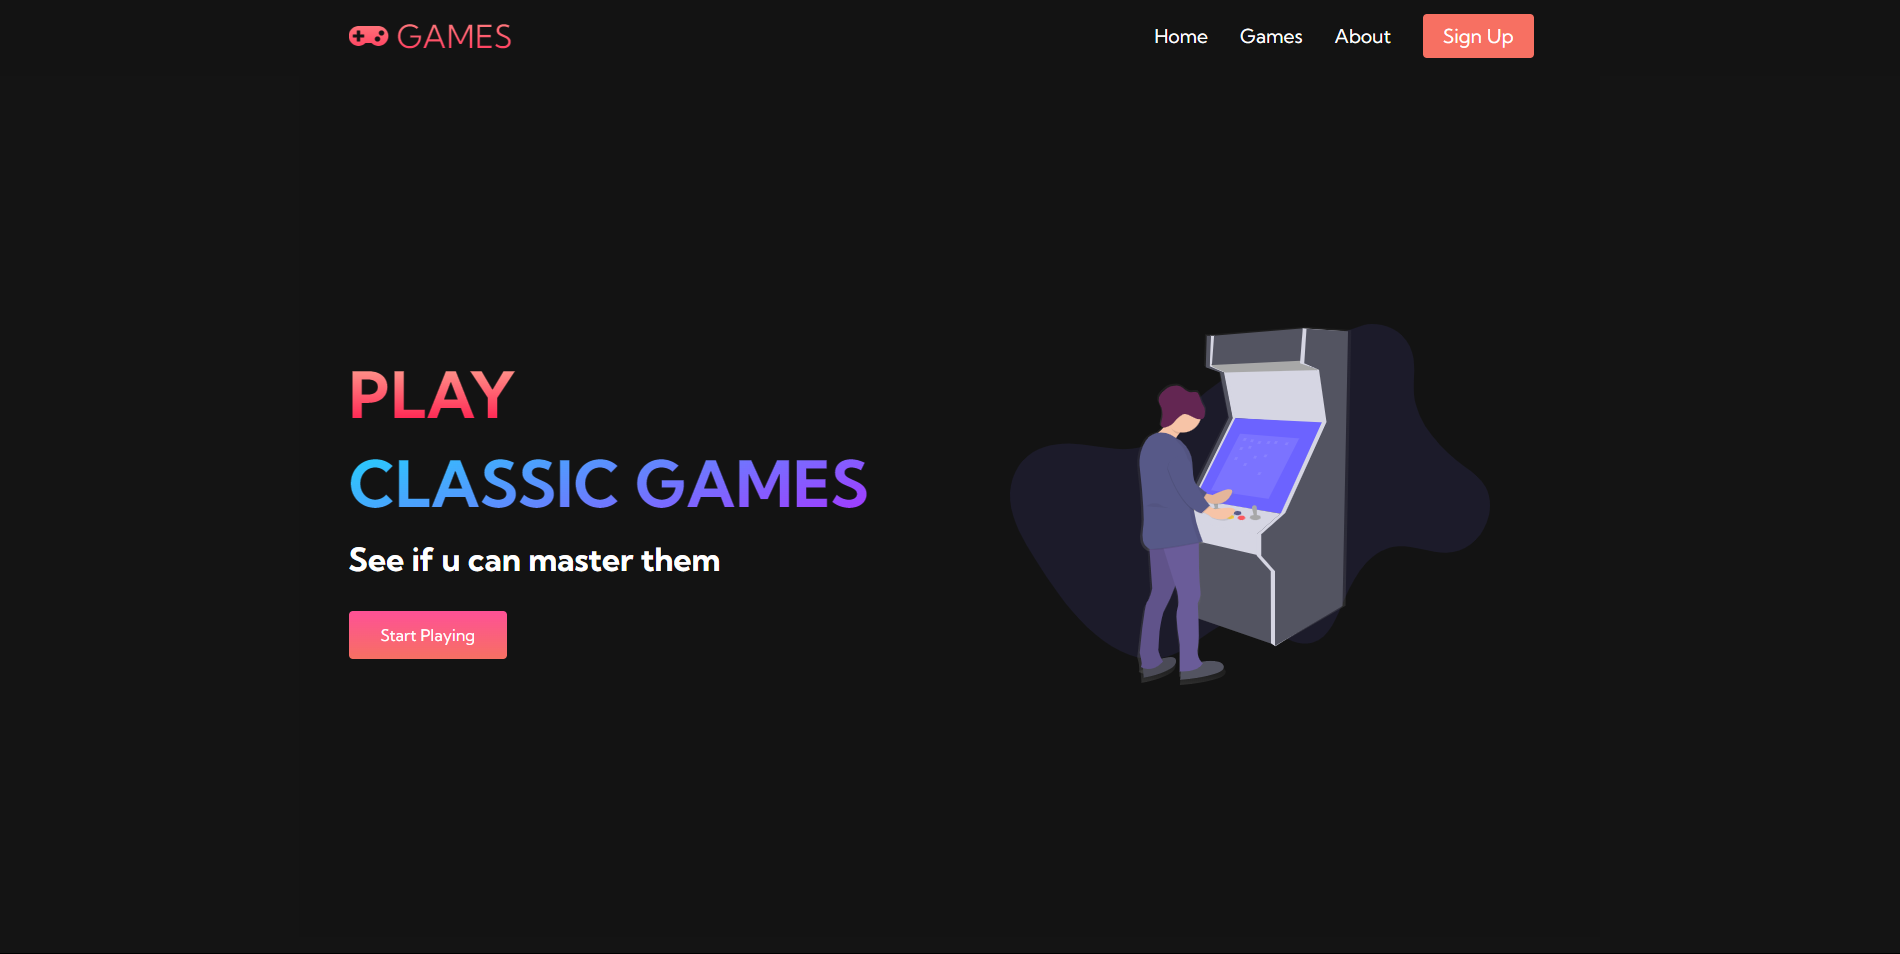 GAMES
Home Games About Sign Up
PLAY
CLASSIC GAMES
See if u can master them
Start Playing